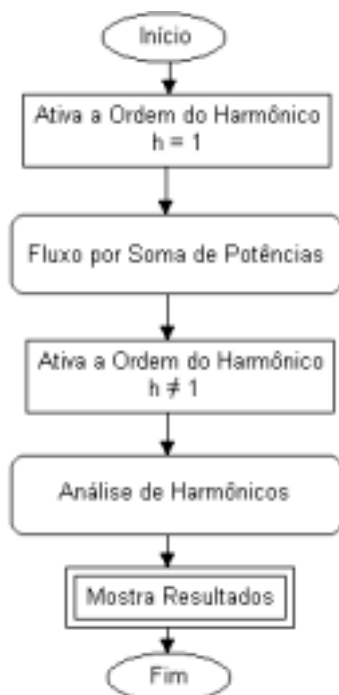 Início
Ativa a Ordem do Harmônico
h = 1
Fluxo por Soma de Potências
Ativa a Ordem do Harmônico
h ≠ 1
Análise de Harmônicos
Mostra Resultados
Fim